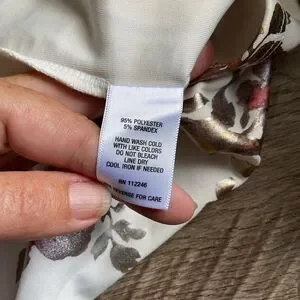 95% POLYESTER
5% SPANDEX
HAND WASH COLD
WITH LIKE COLORS
DO NOT BLEACH
LINE DRY
COOL IRON IF NEEDED
RN 112246
REVERSE FOR CARE